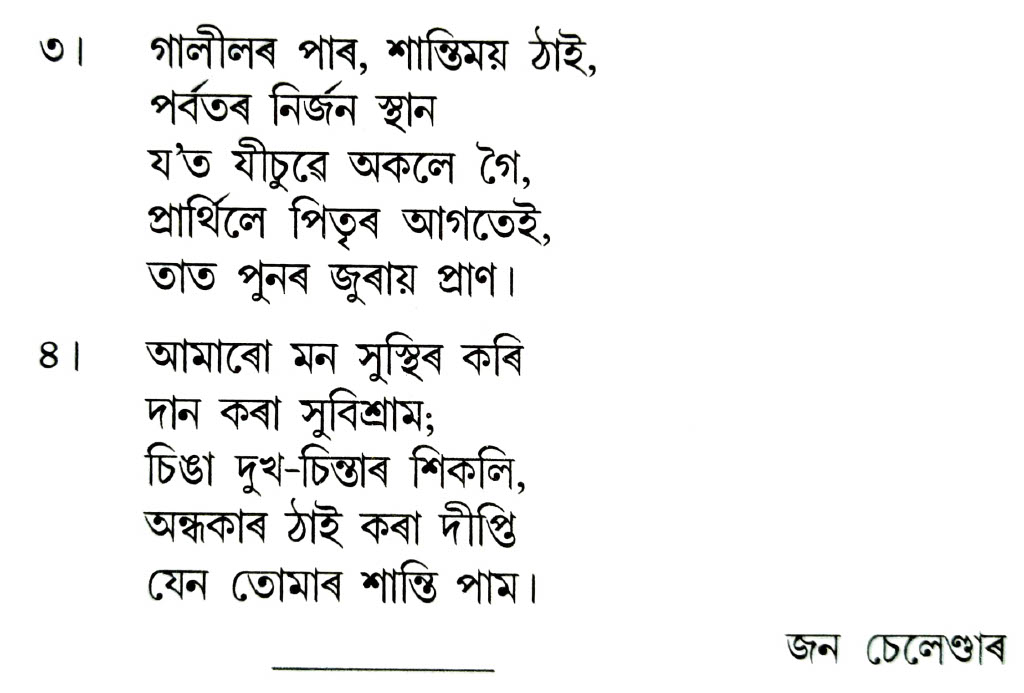 ৩। গালীলৰ পাৰ, শান্তিময় ঠাই,
পৰ্বতৰ নিৰ্জন স্থান
য'ত যীচুৱে অকলে গৈ,
প্ৰাৰ্থিলে পিতৃৰ আগতেই,
তাত পুনৰ জুৰায় প্ৰাণ।
৪। আমাৰো মন সুস্থিৰ কৰি
দান কৰা সুবিশ্ৰাম;
চিঙা দুখ-চিন্তাৰ শিকলি,
অন্ধকাৰ ঠাই কৰা দীপ্তি
যেন তোমাৰ শান্তি পাম।
জন চেলেণ্ডাৰ